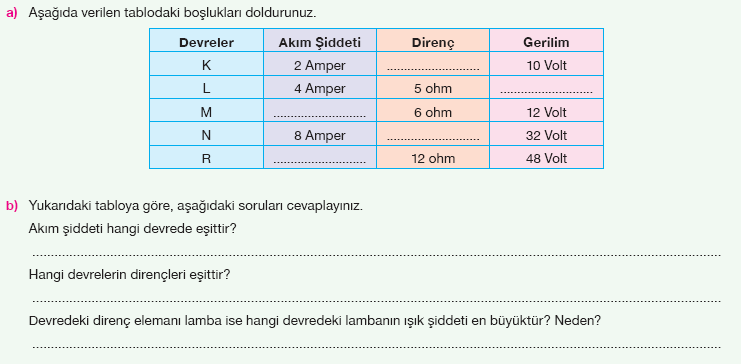 a) Aşağıda verilen tablodaki boşlukları doldurunuz.
Devreler Akım Şiddeti Direnç Gerilim
K 2 Amper ........................... 10 Volt
L 4 Amper 5 ohm ...........................
M ........................... 6 ohm 12 Volt
N 8 Amper ........................... 32 Volt
R ........................... 12 ohm 48 Volt
b) Yukarıdaki tabloya göre, aşağıdaki soruları cevaplayınız.
Akım şiddeti hangi devrede eşittir?
Hangi devrelerin dirençleri eşittir?
Devredeki direnç elemanı lamba ise hangi devredeki lambanın ışık şiddeti en büyüktür? Neden?